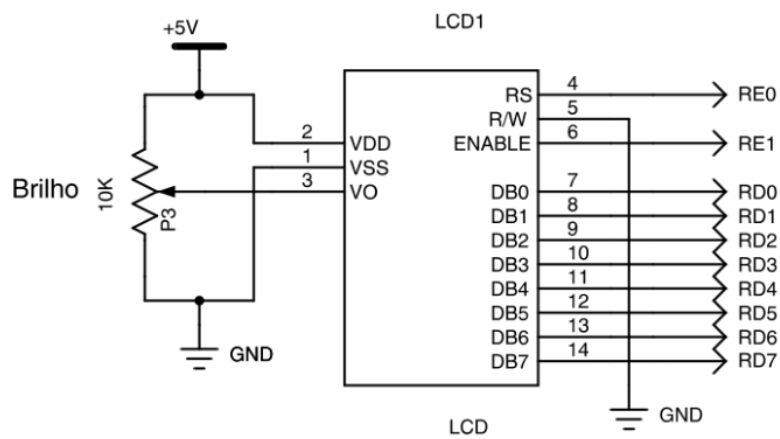 LCD1
+5V
4
RS
RE0
5
R/W
6
ENABLE
RE1
2
VDD
1
VSS
3
VO
Brilho
10K
P3
7
DB0
RD0
8
DB1
RD1
9
DB2
RD2
10
DB3
RD3
11
DB4
RD4
12
DB5
RD5
13
DB6
RD6
14
DB7
RD7
GND
GND
LCD